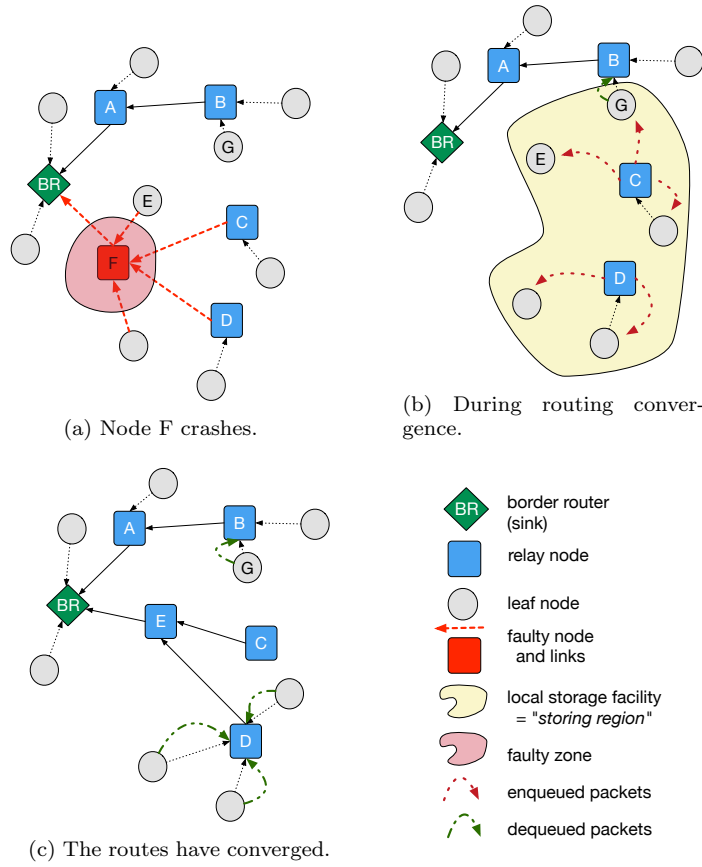 A
B
G
BR
E
C
F
D
(a) Node F crashes.
A
B
G
BR
E
C
D
(b) During routing conver-
gence.
A
B
G
BR
E
C
D
(c) The routes have converged.
BR
border router
(sink)
relay node
leaf node
faulty node
and links
local storage facility
= "storing region"
faulty zone
enqueued packets
dequeued packets